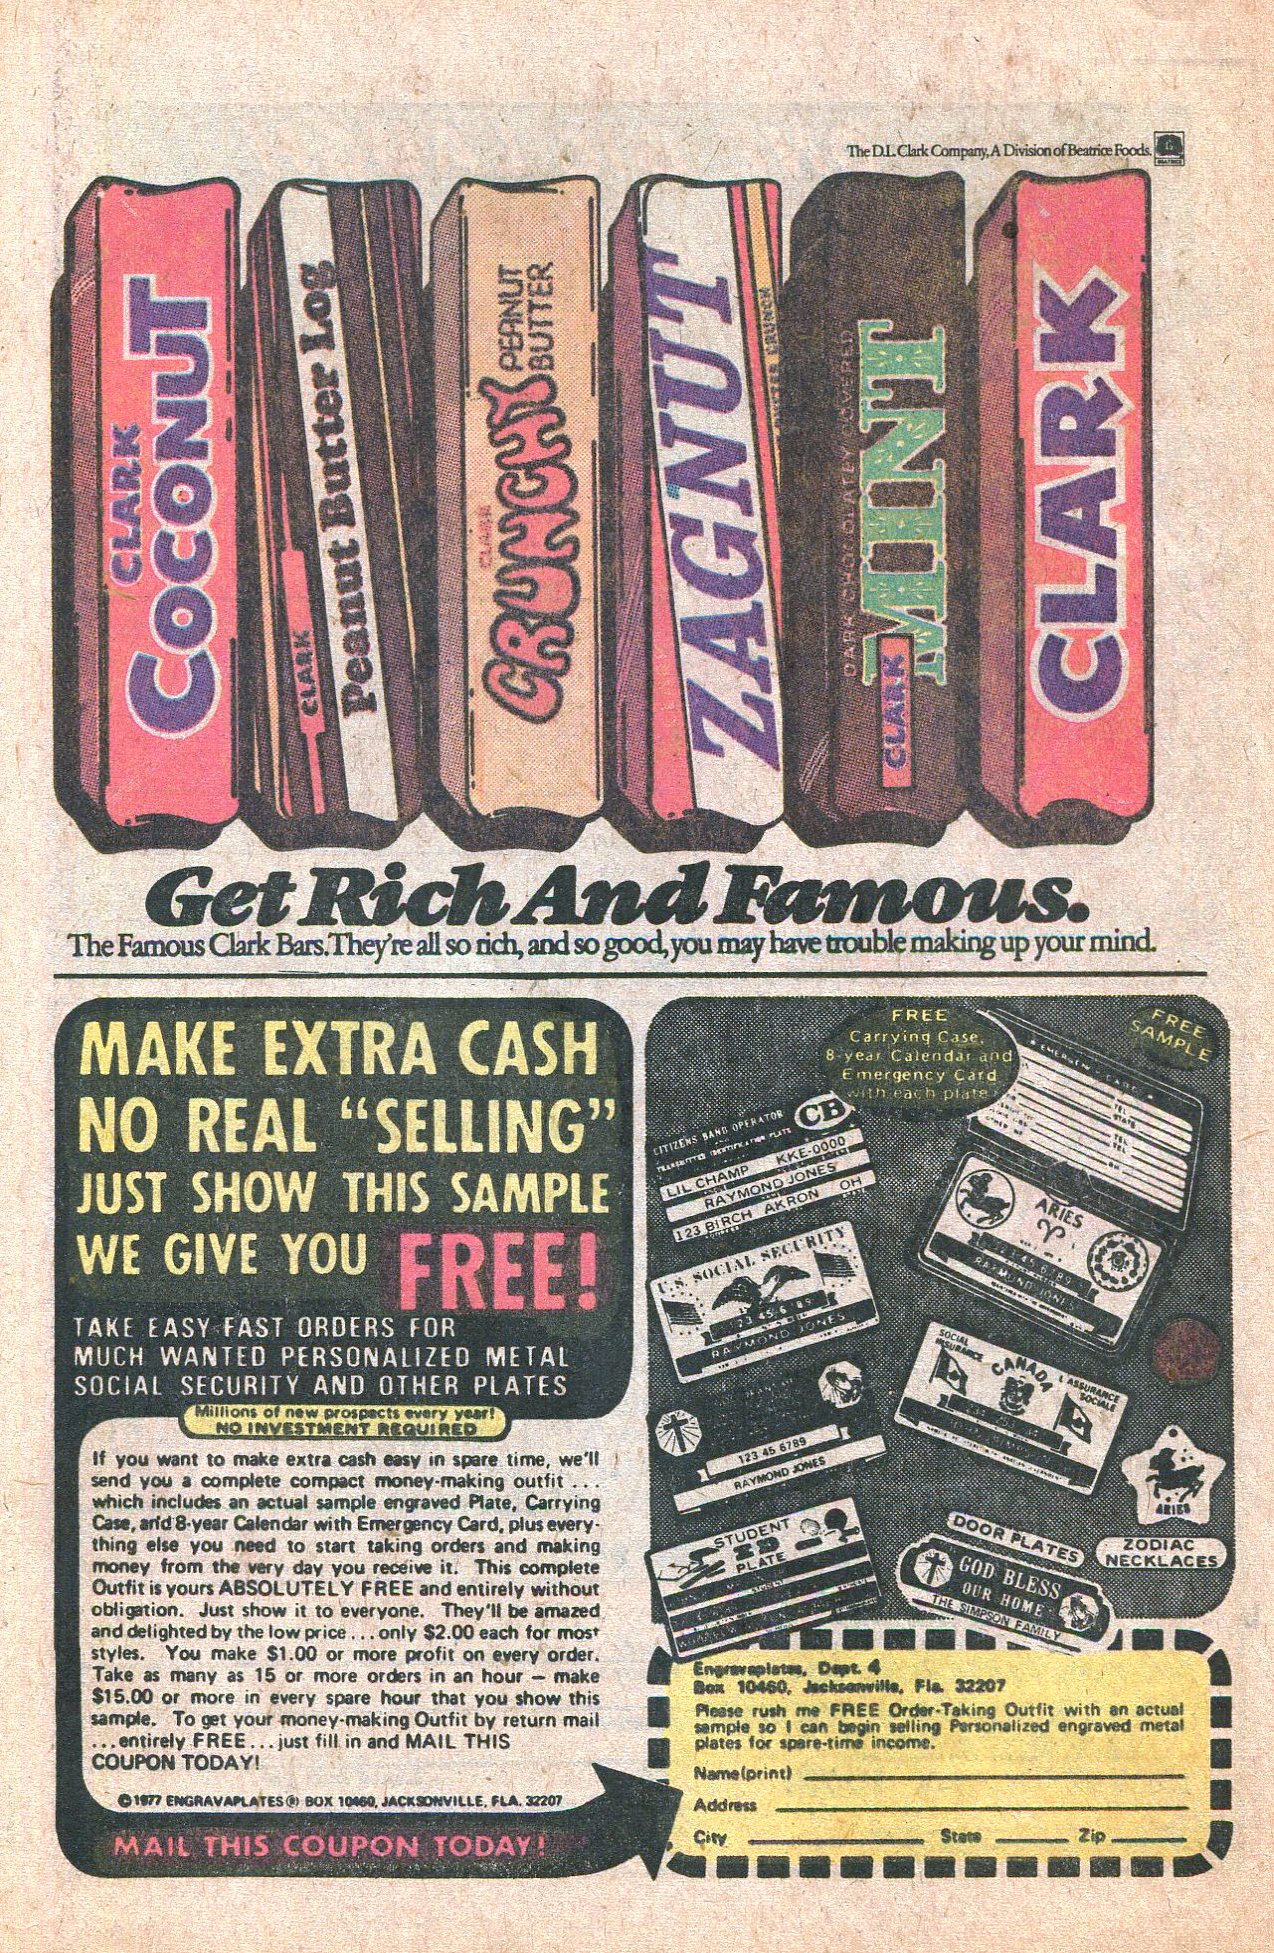 The D.L. Clark Company, A Division of Beatrice Foods.
CLARK
COCONUT
CLARK
Peanut Butter Log
CLARK
CRUNCHY
PEANUT
BUTTER
ZAGNUT
DARK CHOCOLATEY COVERED
MINT
CLARK
CLARK
Get Rich And Famous.
The Famous Clark Bars. They're all so rich, and so good, you may have trouble making up your mind.
MAKE EXTRA CASH
NO REAL “SELLING”
JUST SHOW THIS SAMPLE
WE GIVE YOU FREE!
TAKE EASY-FAST ORDERS FOR
MUCH WANTED PERSONALIZED METAL
SOCIAL SECURITY AND OTHER PLATES
Millions of new prospects every year!
NO INVESTMENT REQUIRED
If you want to make extra cash easy in spare time, we'll
send you a complete compact money-making outfit ...
which includes an actual sample engraved Plate, Carrying
Case, and 8-year Calendar with Emergency Card, plus every-
thing else you need to start taking orders and making
money from the very day you receive it. This complete
Outfit is yours ABSOLUTELY FREE and entirely without
obligation. Just show it to everyone. They'll be amazed
and delighted by the low price ... only $2.00 each for most
styles. You make $1.00 or more profit on every order.
Take as many as 15 or more orders in an hour — make
$15.00 or more in every spare hour that you show this
sample. To get your money-making Outfit by return mail
...entirely FREE...just fill in and MAIL THIS
COUPON TODAY!
©1977 ENGRAVAPLATES® BOX 10460, JACKSONVILLE, FLA. 32207
MAIL THIS COUPON TODAY!
FREE
Carrying Case,
8-year Calendar and
Emergency Card
with each plate
FREE
SAMPLE
CITIZENS BAND OPERATOR
CB
LIL CHAMP KKE-0000
RAYMOND JONES
123 BIRCH AKRON OH
ARIES
RAYMOND JONES
U.S. SOCIAL SECURITY
123 45 6789
RAYMOND JONES
SOCIAL
INSURANCE
CANADA
L ASSURANCE
SOCIALE
123 45 6789
RAYMOND JONES
ARIES
STUDENT
ID
PLATE
DOOR PLATES
ZODIAC
NECKLACES
GOD BLESS
OUR HOME
THE SIMPSON FAMILY
Engravaplates, Dept. 4
Box 10460, Jacksonville, Fla. 32207
Please rush me FREE Order-Taking Outfit with an actual
sample so I can begin selling Personalized engraved metal
plates for spare-time income.
Name(print)
Address
City State Zip